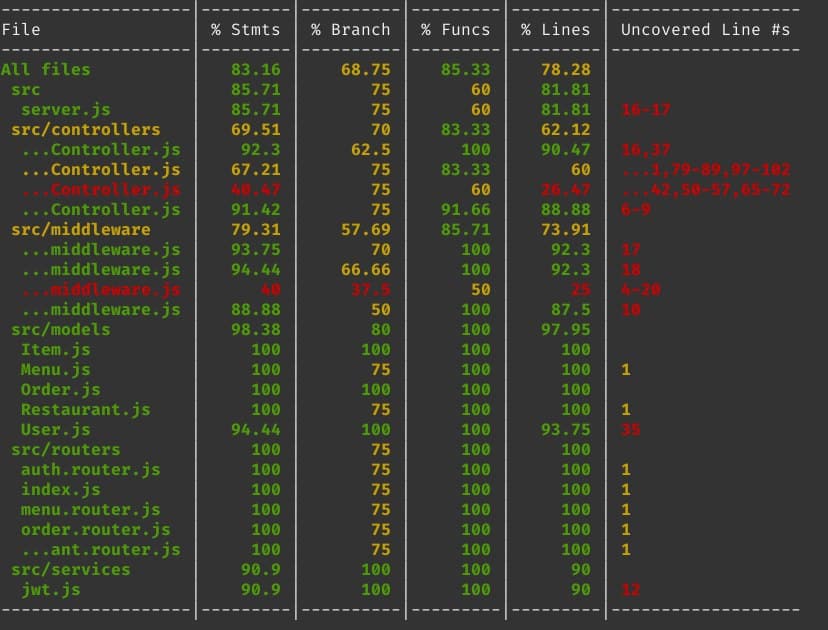 File | % Stmts | % Branch | % Funcs | % Lines | Uncovered Line #s
All files | 83.16 | 68.75 | 85.33 | 78.28 |
src | 85.71 | 75 | 60 | 81.81 |
server.js | 85.71 | 75 | 60 | 81.81 | 16-17
src/controllers | 69.51 | 70 | 83.33 | 62.12 |
...Controller.js | 92.3 | 62.5 | 100 | 90.47 | 16,37
...Controller.js | 67.21 | 75 | 83.33 | 60 | ...1,79-89,97-102
...Controller.js | 40.47 | 75 | 60 | 26.47 | ...42,50-57,65-72
...Controller.js | 91.42 | 75 | 91.66 | 88.88 | 6-9
src/middleware | 79.31 | 57.69 | 85.71 | 73.91 |
...middleware.js | 93.75 | 70 | 100 | 92.3 | 17
...middleware.js | 94.44 | 66.66 | 100 | 92.3 | 18
...middleware.js | 40 | 37.5 | 50 | 25 | 4-20
...middleware.js | 88.88 | 50 | 100 | 87.5 | 10
src/models | 98.38 | 80 | 100 | 97.95 |
Item.js | 100 | 100 | 100 | 100 |
Menu.js | 100 | 75 | 100 | 100 | 1
Order.js | 100 | 100 | 100 | 100 |
Restaurant.js | 100 | 75 | 100 | 100 | 1
User.js | 94.44 | 100 | 100 | 93.75 | 35
src/routers | 100 | 75 | 100 | 100 |
auth.router.js | 100 | 75 | 100 | 100 | 1
index.js | 100 | 75 | 100 | 100 | 1
menu.router.js | 100 | 75 | 100 | 100 | 1
order.router.js | 100 | 75 | 100 | 100 | 1
...ant.router.js | 100 | 75 | 100 | 100 | 1
src/services | 90.9 | 100 | 100 | 90 |
jwt.js | 90.9 | 100 | 100 | 90 | 12